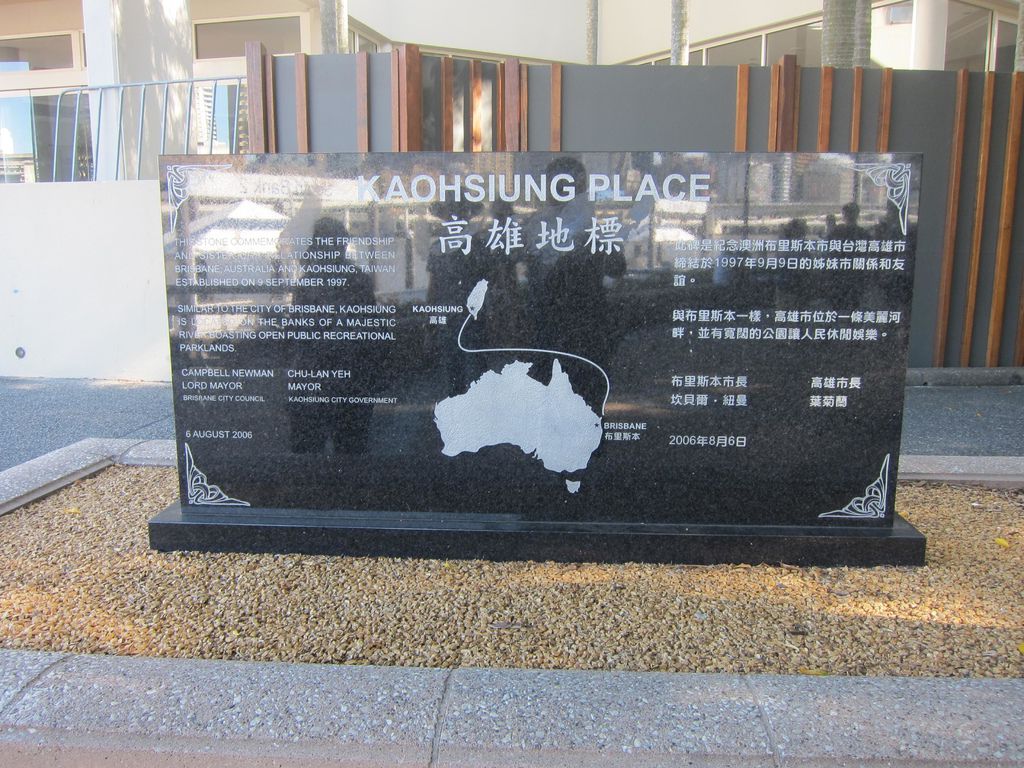 KAOHSIUNG PLACE
高雄地標
THIS STONE COMMEMORATES THE FRIENDSHIP
AND SISTER CITY RELATIONSHIP BETWEEN
BRISBANE, AUSTRALIA AND KAOHSIUNG, TAIWAN
ESTABLISHED ON 9 SEPTEMBER 1997.
SIMILAR TO THE CITY OF BRISBANE, KAOHSIUNG
IS LOCATED ON THE BANKS OF A MAJESTIC
RIVER BOASTING OPEN PUBLIC RECREATIONAL
PARKLANDS.
CAMPBELL NEWMAN
LORD MAYOR
BRISBANE CITY COUNCIL
CHU-LAN YEH
MAYOR
KAOHSIUNG CITY GOVERNMENT
6 AUGUST 2006
KAOHSIUNG
高雄
BRISBANE
布里斯本
此碑是紀念澳洲布里斯本市與台灣高雄市
締結於1997年9月9日的姊妹市關係和友
誼。
與布里斯本一樣，高雄市位於一條美麗河
畔，並有寬闊的公園讓人民休閒娛樂。
布里斯本市長
坎貝爾・紐曼
高雄市長
葉菊蘭
2006年8月6日